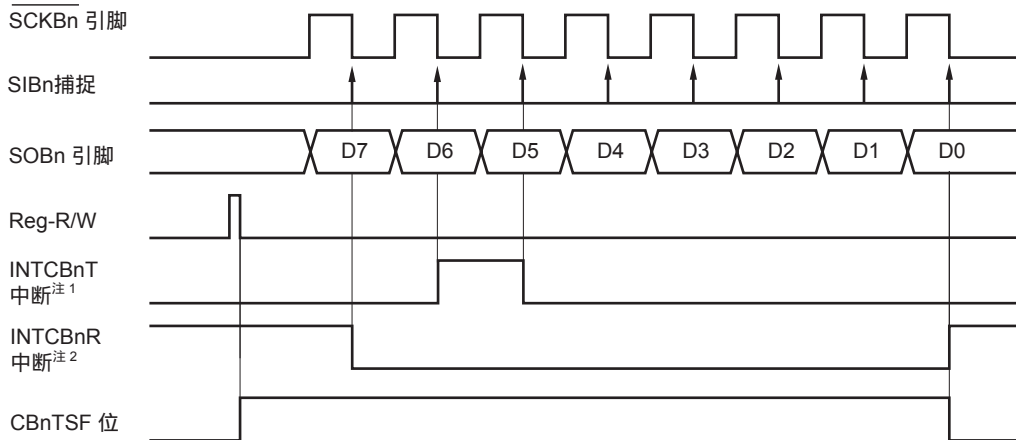 SCKBn 引脚
SIBn捕捉
SOBn 引脚
D7 D6 D5 D4 D3 D2 D1 D0
Reg-R/W
INTCBnT
中断注 1
INTCBnR
中断注 2
CBnTSF 位